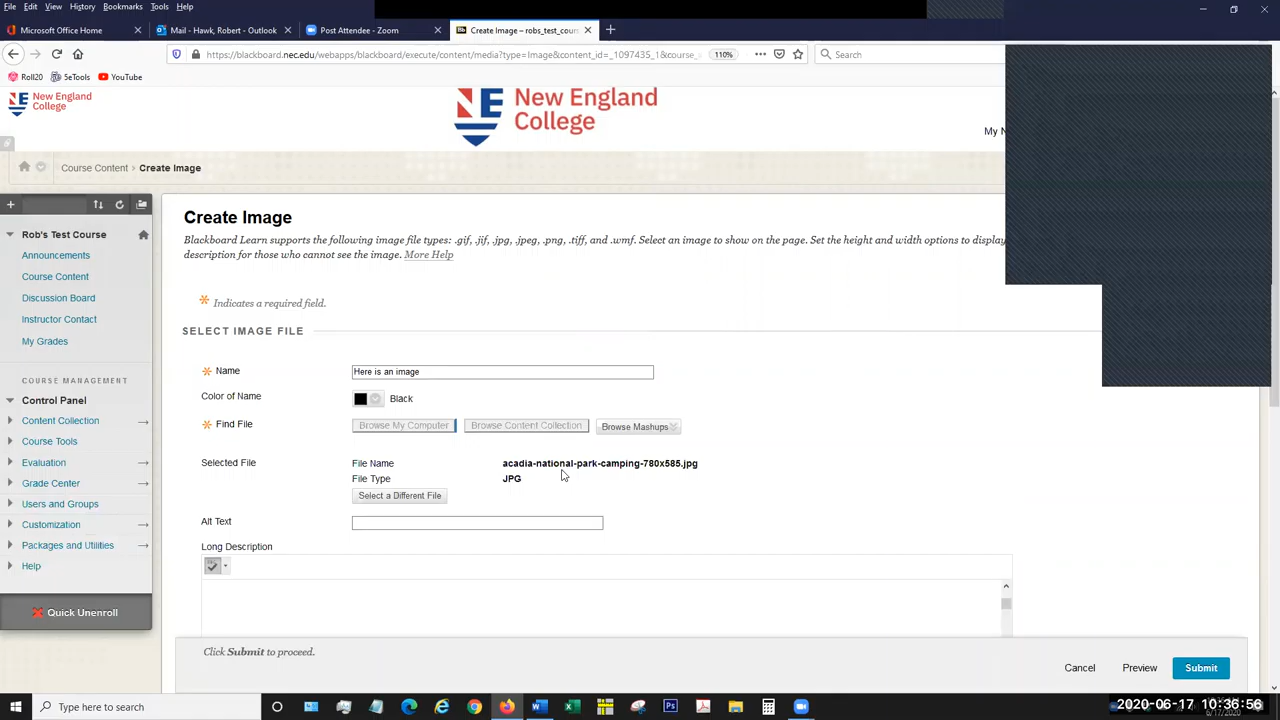 File Edit View History Bookmarks Tools Help
Microsoft Office Home
Mail - Hawk, Robert - Outlook
Post Attendee - Zoom
Bb Create Image – robs_test_cour
https://blackboard.nec.edu/webapps/blackboard/execute/content/media?type=Image&content_id=_1097435_1&course_
110%
Search
Roll20 5eTools YouTube
New England
College
New England
College
My N
Course Content > Create Image
Create Image
Blackboard Learn supports the following image file types: .gif, .jif, .jpg, .jpeg, .png, .tiff, and .wmf. Select an image to show on the page. Set the height and width options to display
description for those who cannot see the image. More Help
Indicates a required field.
SELECT IMAGE FILE
Name Here is an image
Color of Name Black
Find File Browse My Computer Browse Content Collection Browse Mashups
Selected File File Name acadia-national-park-camping-780x585.jpg
File Type JPG
Select a Different File
Alt Text
Long Description
Click Submit to proceed.
Cancel Preview Submit
Rob's Test Course
Announcements
Course Content
Discussion Board
Instructor Contact
My Grades
COURSE MANAGEMENT
Control Panel
Content Collection
Course Tools
Evaluation
Grade Center
Users and Groups
Customization
Packages and Utilities
Help
Quick Unenroll
Type here to search
2020-06-17 10:36:56